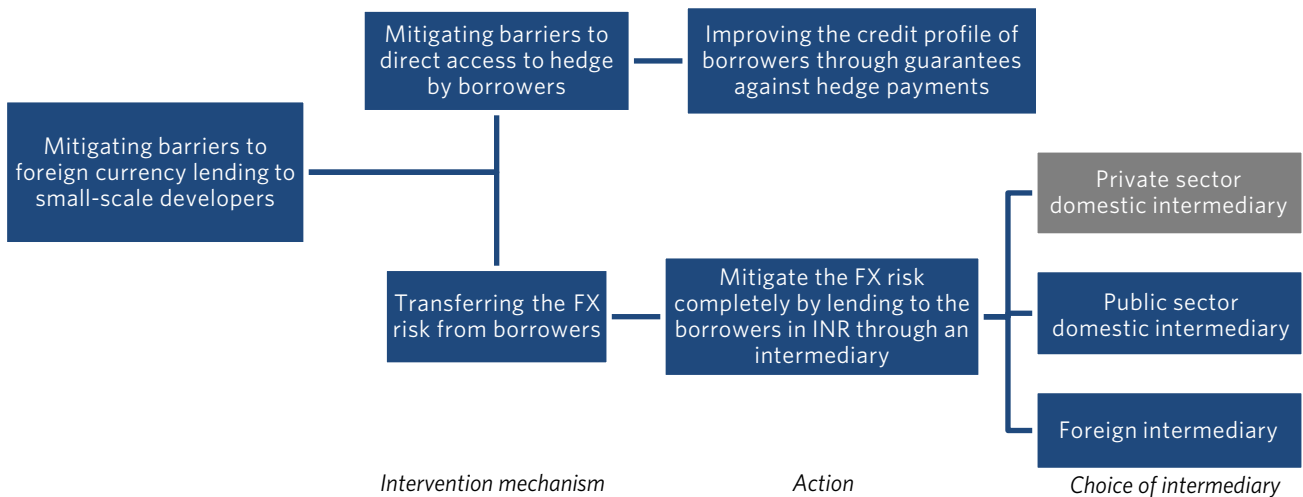 Mitigating barriers to
foreign currency lending to
small-scale developers
Mitigating barriers to
direct access to hedge
by borrowers
Improving the credit profile of
borrowers through guarantees
against hedge payments
Transferring the FX
risk from borrowers
Mitigate the FX risk
completely by lending to the
borrowers in INR through an
intermediary
Private sector
domestic intermediary
Public sector
domestic intermediary
Foreign intermediary
Intervention mechanism
Action
Choice of intermediary